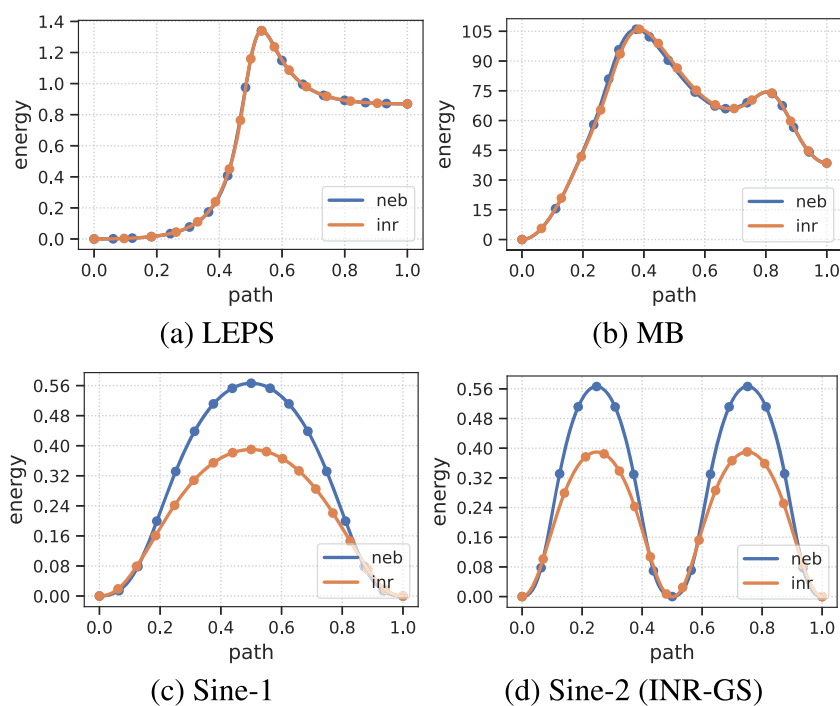 1.4
1.2
1.0
0.8
0.6
0.4
0.2
0.0
energy
neb
inr
0.0 0.2 0.4 0.6 0.8 1.0
path
(a) LEPS
105
90
75
60
45
30
15
0
energy
neb
inr
0.0 0.2 0.4 0.6 0.8 1.0
path
(b) MB
0.56
0.48
0.40
0.32
0.24
0.16
0.08
0.00
energy
neb
inr
0.0 0.2 0.4 0.6 0.8 1.0
path
(c) Sine-1
0.56
0.48
0.40
0.32
0.24
0.16
0.08
0.00
energy
neb
inr
0.0 0.2 0.4 0.6 0.8 1.0
path
(d) Sine-2 (INR-GS)